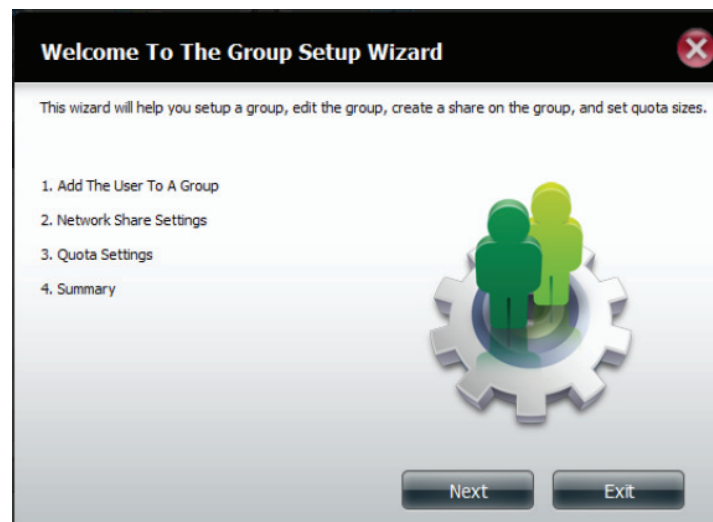 Welcome To The Group Setup Wizard
This wizard will help you setup a group, edit the group, create a share on the group, and set quota sizes.
1. Add The User To A Group
2. Network Share Settings
3. Quota Settings
4. Summary
Next
Exit